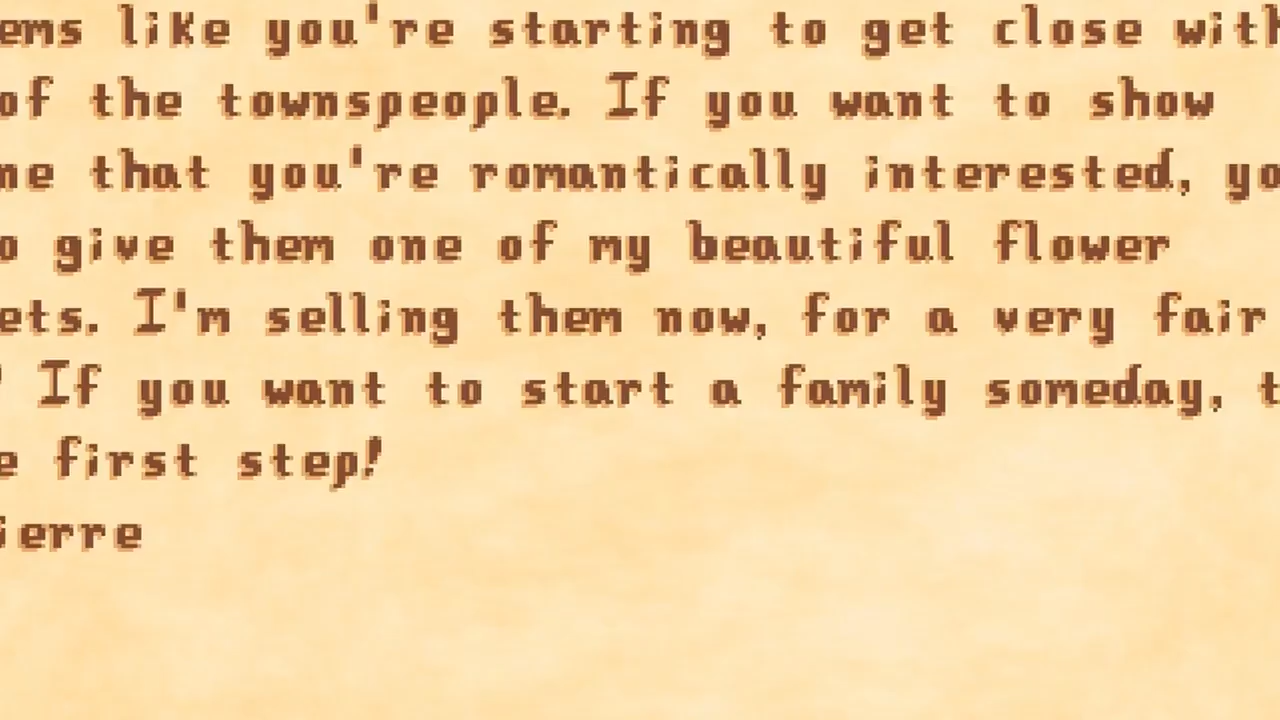 ems like you're starting to get close with
of the townspeople. If you want to show
ne that you're romantically interested, yo
o give them one of my beautiful flower
ets. I'm selling them now, for a very fair
! If you want to start a family someday, t
e first step!
ierre